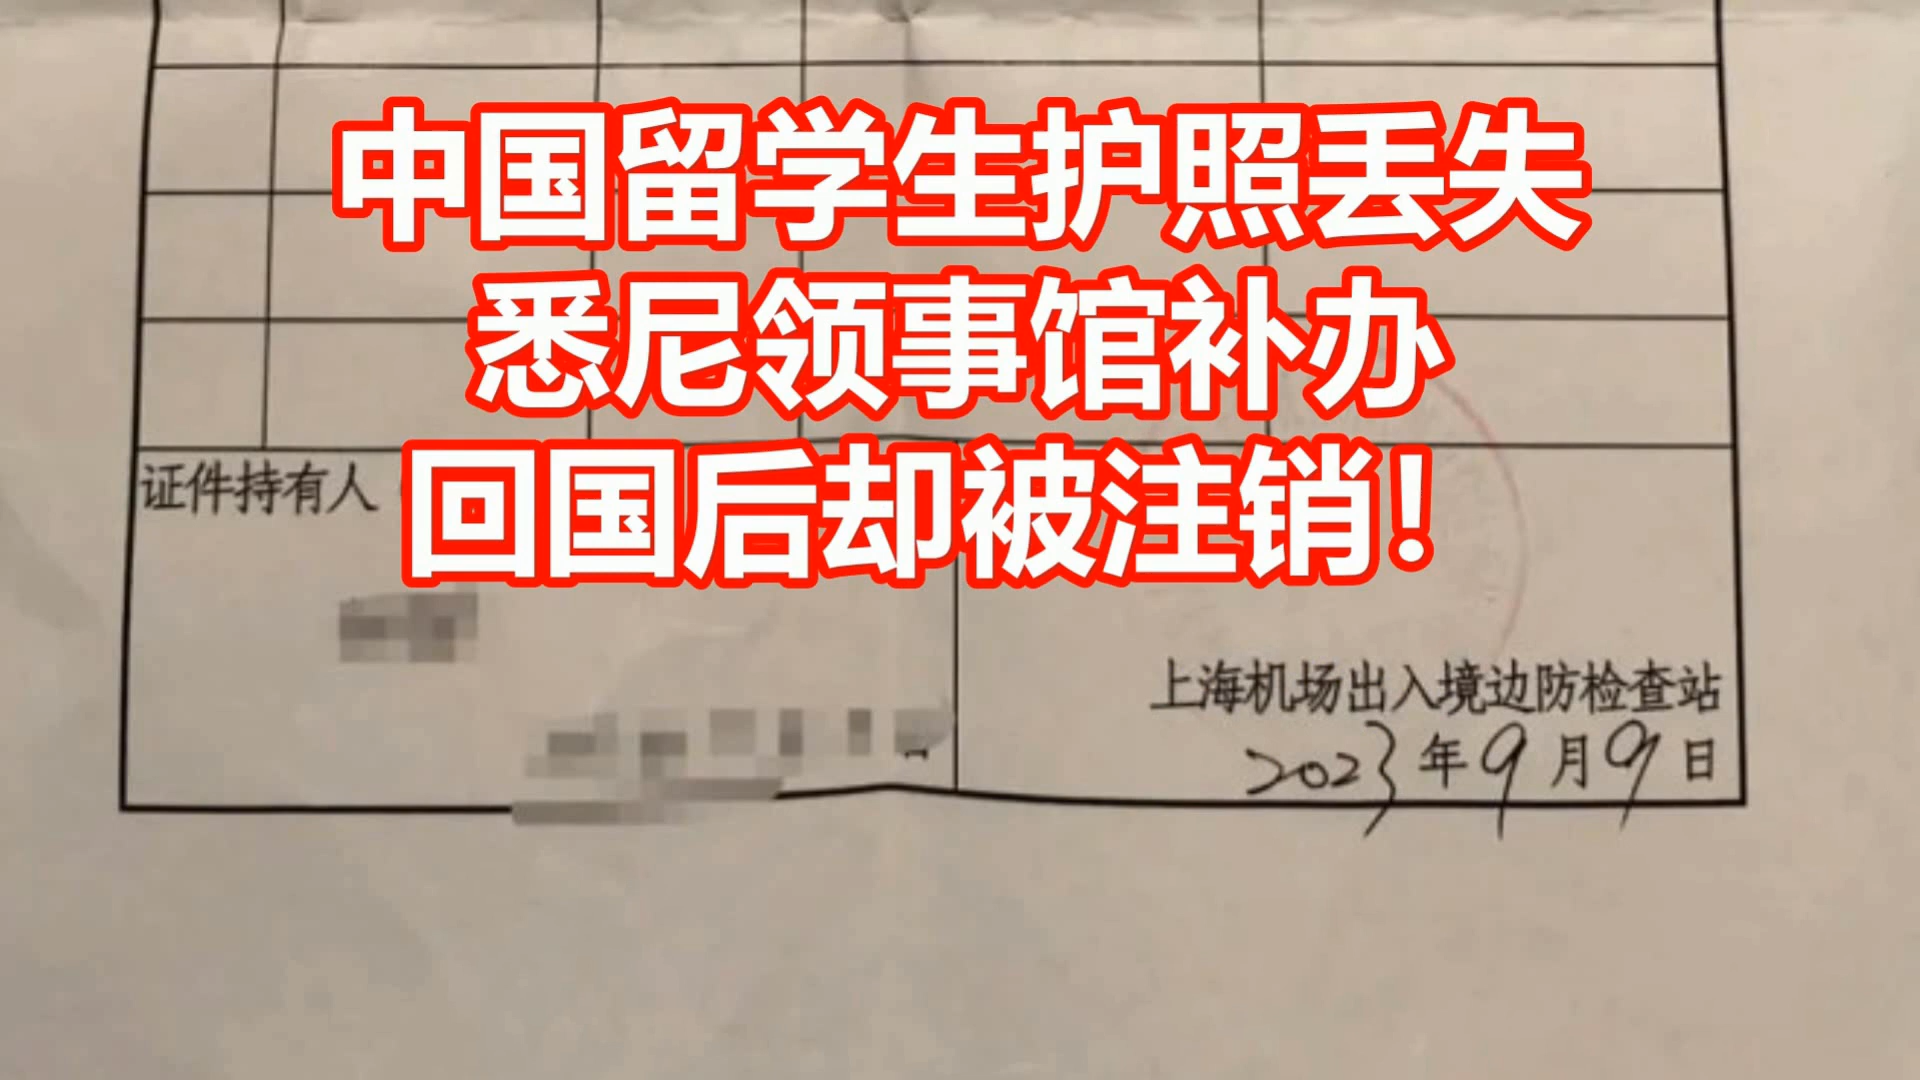 中国留学生护照丢失
悉尼领事馆补办
回国后却被注销！
证件持有人
上海机场出入境边防检查站
2023年9月9日